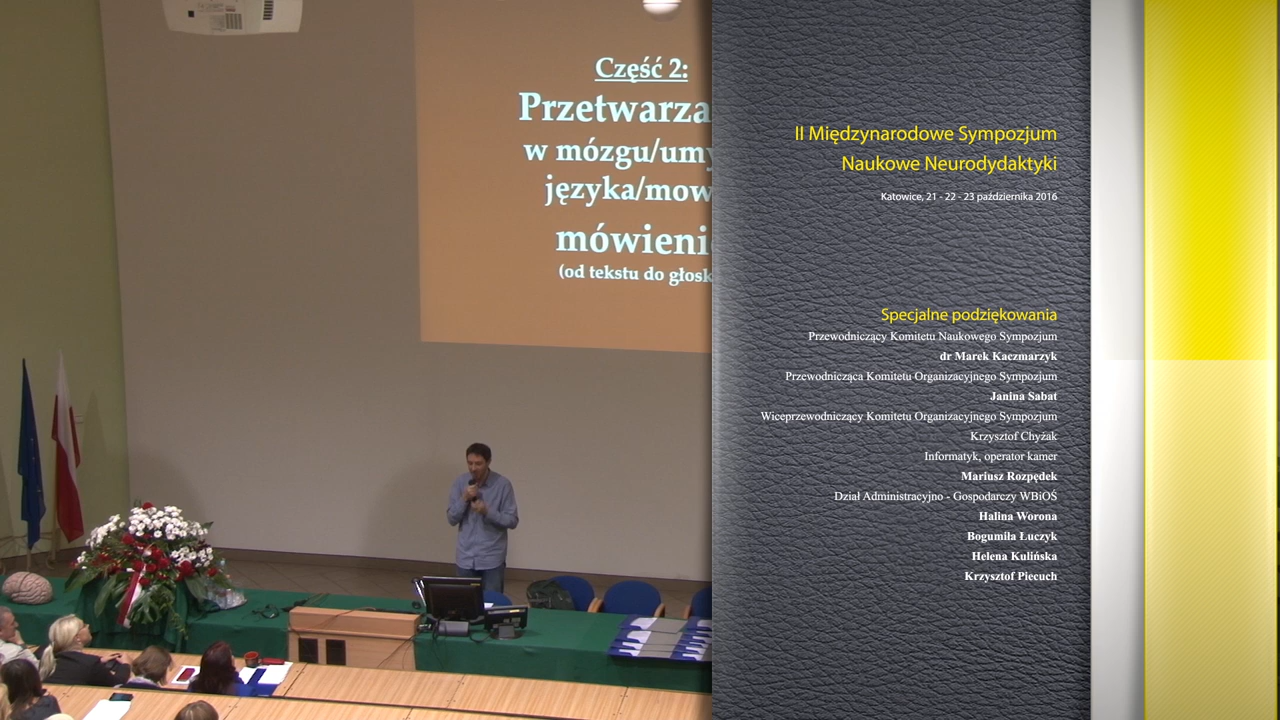 Część 2:
Przetwarza
w mózgu/umy
języka/mow
mówieni
(od tekstu do głosk
II Międzynarodowe Sympozjum
Naukowe Neurodydaktyki
Katowice, 21 - 22 - 23 października 2016
Specjalne podziękowania
Przewodniczący Komitetu Naukowego Sympozjum
dr Marek Kaczmarzyk
Przewodnicząca Komitetu Organizacyjnego Sympozjum
Janina Sabat
Wiceprzewodniczący Komitetu Organizacyjnego Sympozjum
Krzysztof Chyżak
Informatyk, operator kamer
Mariusz Rozpędek
Dział Administracyjno - Gospodarczy WBiOŚ
Halina Worona
Bogumiła Łuczyk
Helena Kulińska
Krzysztof Piecuch